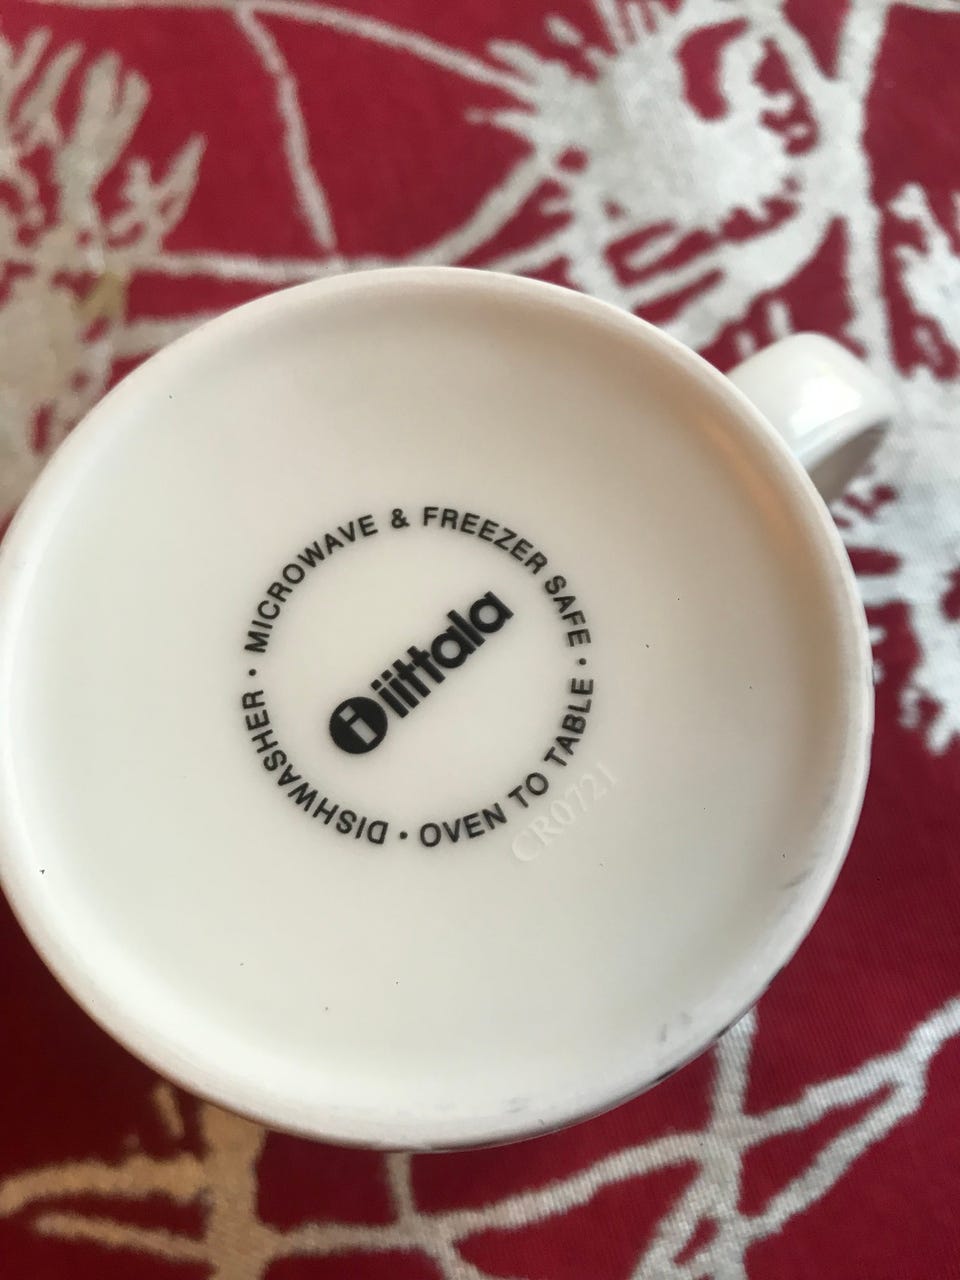 MICROWAVE & FREEZER SAFE · OVEN TO TABLE · DISHWASHER ·
i iittala
CR0721